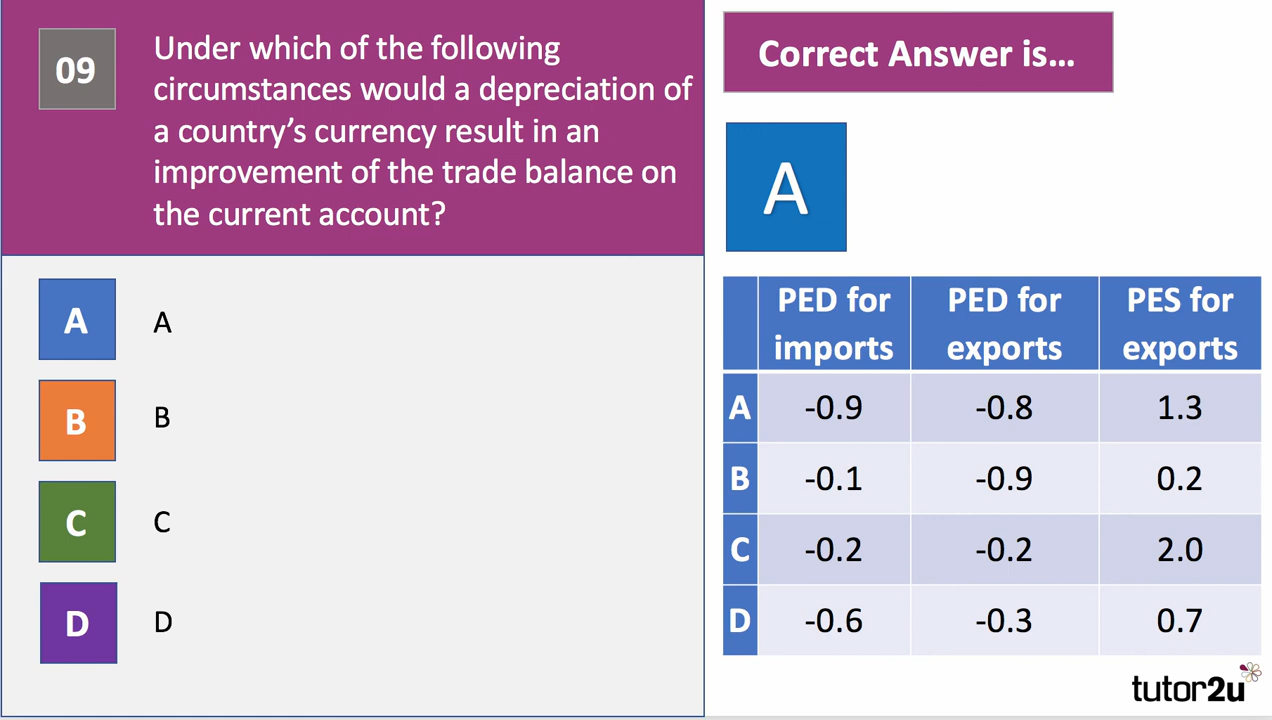 09
Under which of the following
circumstances would a depreciation of
a country’s currency result in an
improvement of the trade balance on
the current account?
A A
B B
C C
D D
Correct Answer is...
A
PED for imports PED for exports PES for exports
A -0.9 -0.8 1.3
B -0.1 -0.9 0.2
C -0.2 -0.2 2.0
D -0.6 -0.3 0.7
tutor2u